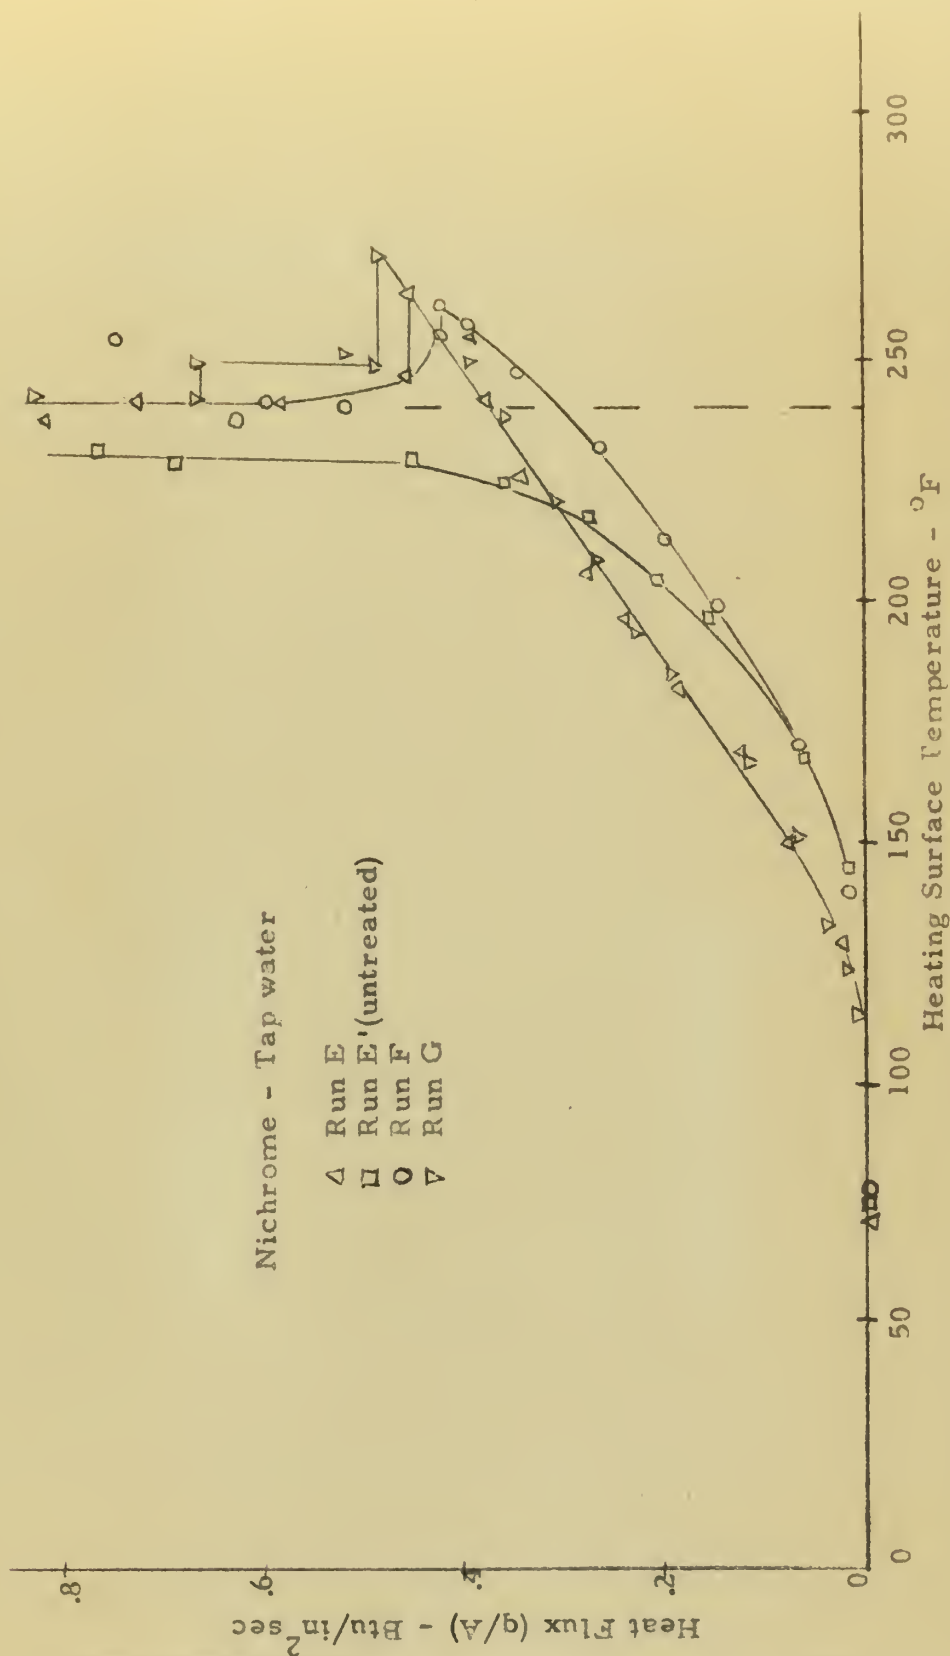 Nichrome - Tap water
△ Run E
□ Run E' (untreated)
○ Run F
▽ Run G
.8
.6
.4
.2
0
Heat Flux (q/A) - Btu/in²sec
0
50
100
150
200
250
300
Heating Surface Temperature - °F